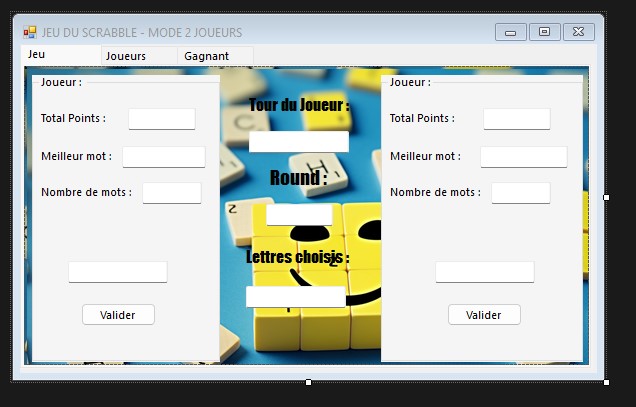 JEU DU SCRABBLE - MODE 2 JOUEURS
Jeu Joueurs Gagnant
Joueur :
Total Points :
Meilleur mot :
Nombre de mots :
Valider
Tour du Joueur :
Round :
Lettres choisis :
Joueur :
Total Points :
Meilleur mot :
Nombre de mots :
Valider